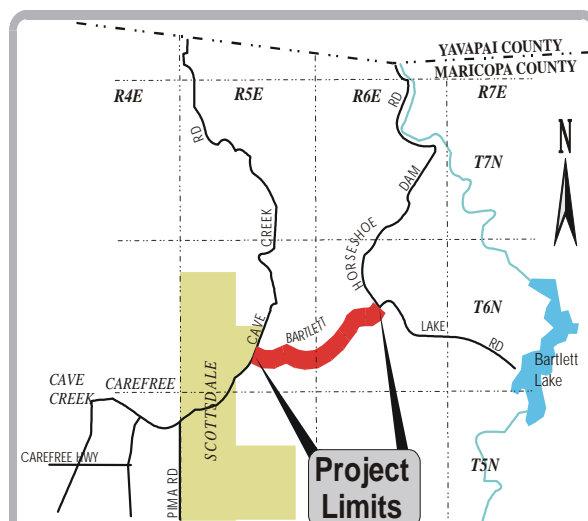 YAVAPAI COUNTY
MARICOPA COUNTY
R4E
R5E
R6E
R7E
RD
RD
N
T7N
DAM
CREEK
HORSESHOE
T6N
CAVE
BARTLETT
LAKE
RD
Bartlett
Lake
CAVE
CREEK
CAREFREE
SCOTTSDALE
CAREFREE HWY
PIMA RD
Project
Limits
T5N